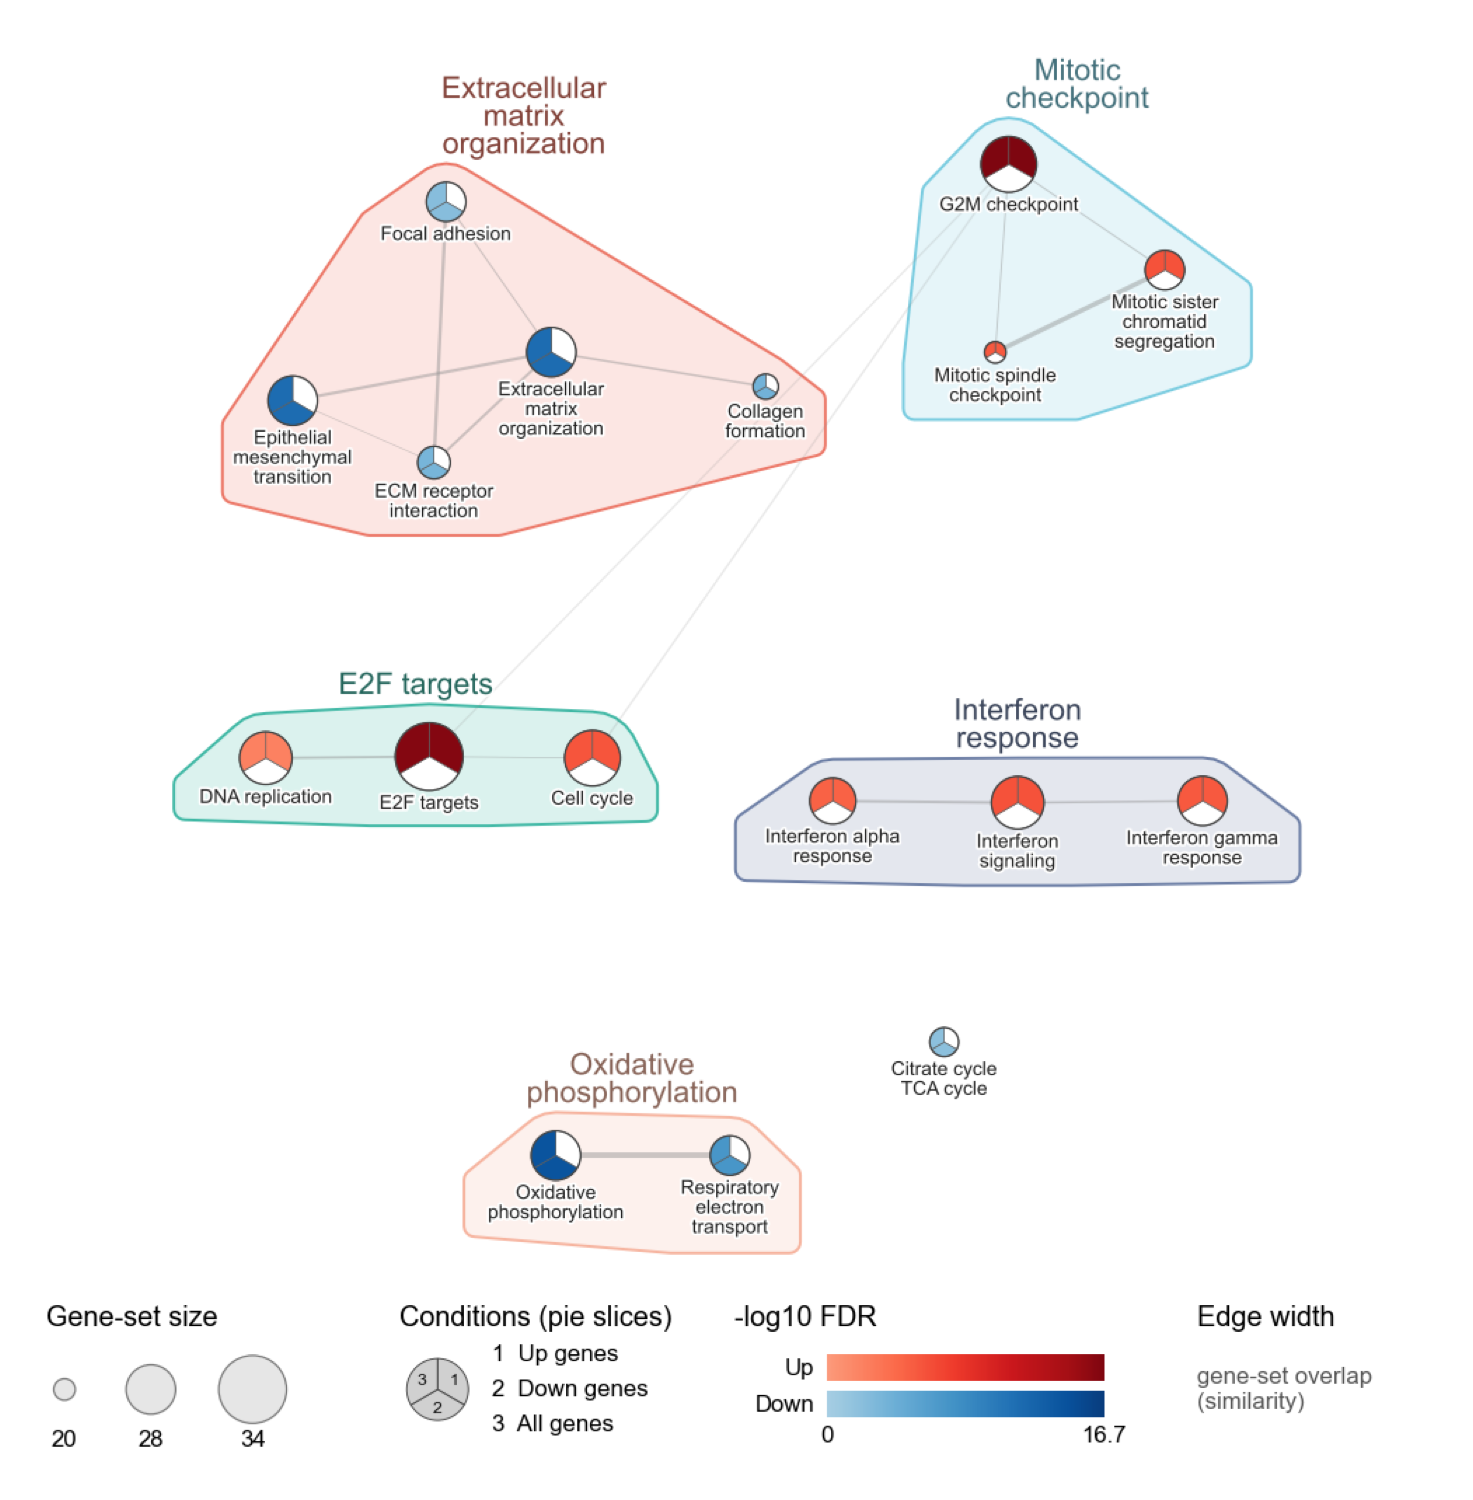 Extracellular
matrix
organization
Mitotic
checkpoint
Focal adhesion
G2M checkpoint
Mitotic sister
chromatid
segregation
Mitotic spindle
checkpoint
Extracellular
matrix
organization
Collagen
formation
Epithelial
mesenchymal
transition
ECM receptor
interaction
E2F targets
DNA replication
E2F targets
Cell cycle
Interferon
response
Interferon alpha
response
Interferon
signaling
Interferon gamma
response
Citrate cycle
TCA cycle
Oxidative
phosphorylation
Oxidative
phosphorylation
Respiratory
electron
transport
Gene-set size
20 28 34
Conditions (pie slices)
3 1
2
1 Up genes
2 Down genes
3 All genes
-log10 FDR
Up
Down
0 16.7
Edge width
gene-set overlap
(similarity)